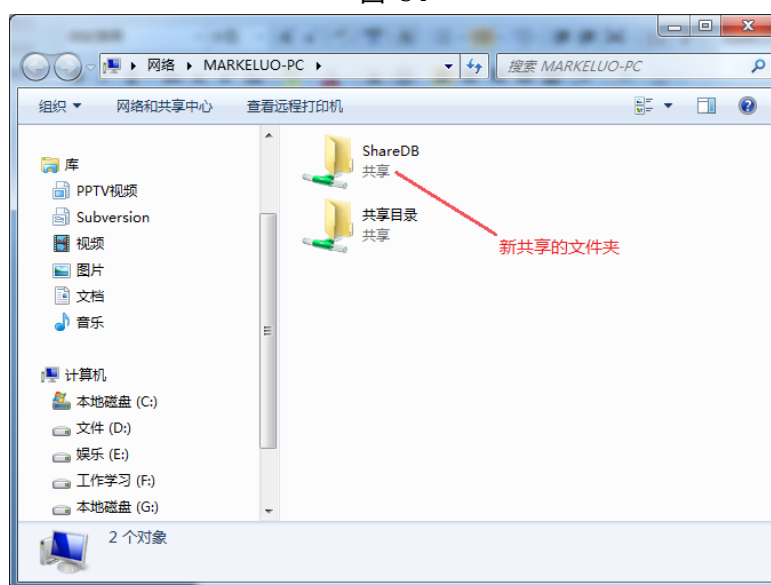 网络 ▸ MARKELUO-PC ▸
搜索 MARKELUO-PC
组织 网络和共享中心 查看远程打印机
库
PPTV视频
Subversion
视频
图片
文档
音乐
计算机
本地磁盘 (C:)
文件 (D:)
娱乐 (E:)
工作学习 (F:)
本地磁盘 (G:)
ShareDB
共享
共享目录
共享
新共享的文件夹
2 个对象